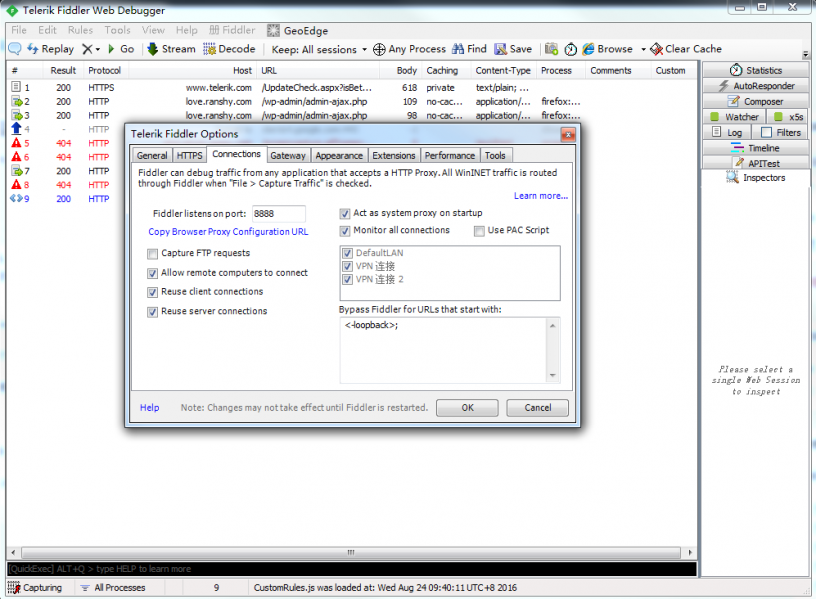 Telerik Fiddler Web Debugger
File Edit Rules Tools View Help 册 Fiddler GeoEdge
Replay Go Stream Decode Keep: All sessions Any Process Find Save Browse Clear Cache
# Result Protocol Host URL Body Caching Content-Type Process Comments Custom
1 200 HTTPS www.telerik.com /UpdateCheck.aspx?isBet... 618 private text/plain; ...
2 200 HTTP love.ranshy.com /wp-admin/admin-ajax.php 109 no-cac... application/... firefox:...
3 200 HTTP love.ranshy.com /wp-admin/admin-ajax.php 98 no-cac... application/... firefox:...
4 - HTTP
5 404 HTTP
6 404 HTTP
7 200 HTTP
8 404 HTTP
9 200 HTTP
Statistics
AutoResponder
Composer
Watcher x5s
Log Filters
Timeline
APITest
Inspectors
Please select a
single Web Session
to inspect
Telerik Fiddler Options
General HTTPS Connections Gateway Appearance Extensions Performance Tools
Fiddler can debug traffic from any application that accepts a HTTP Proxy. All WinINET traffic is routed
through Fiddler when "File > Capture Traffic" is checked.
Learn more...
Fiddler listens on port: 8888
Copy Browser Proxy Configuration URL
Capture FTP requests
Allow remote computers to connect
Reuse client connections
Reuse server connections
Act as system proxy on startup
Monitor all connections Use PAC Script
DefaultLAN
VPN 连接
VPN 连接 2
Bypass Fiddler for URLs that start with:
<-loopback>;
Help Note: Changes may not take effect until Fiddler is restarted. OK Cancel
[QuickExec] ALT+Q > type HELP to learn more
Capturing All Processes 9 CustomRules.js was loaded at: Wed Aug 24 09:40:11 UTC+8 2016